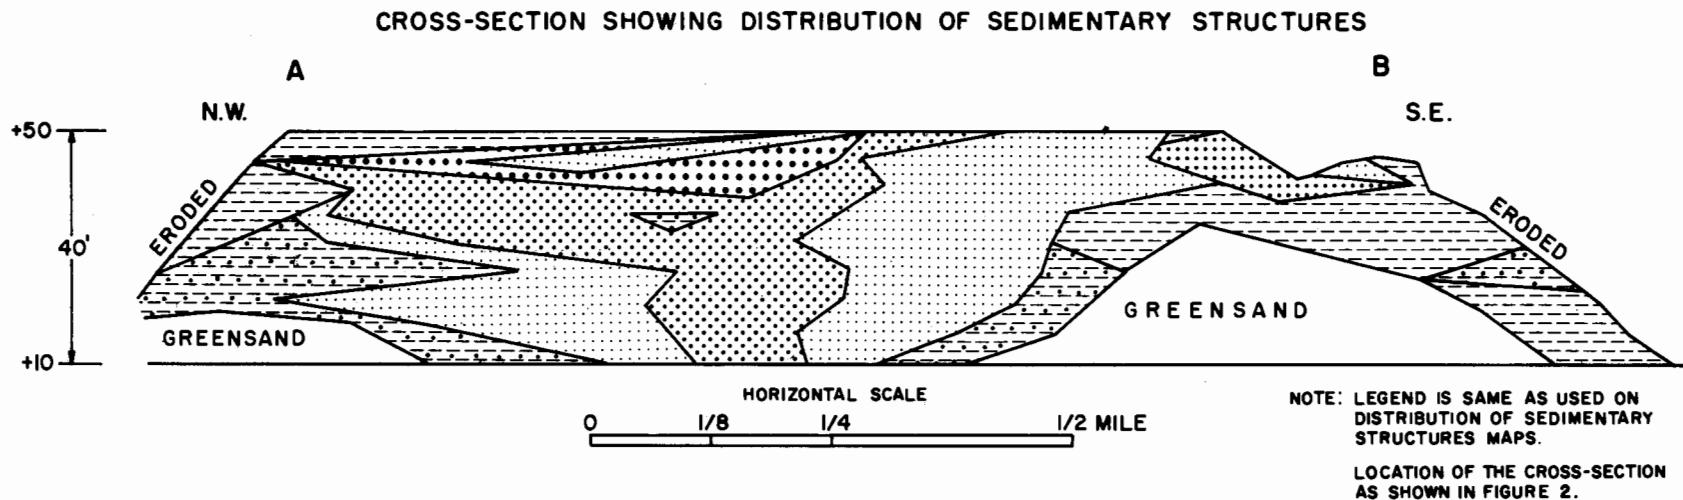 CROSS-SECTION SHOWING DISTRIBUTION OF SEDIMENTARY STRUCTURES
A
B
N.W.
S.E.
+50
ERODED
ERODED
40'
GREENSAND
GREENSAND
+10
HORIZONTAL SCALE
0 1/8 1/4 1/2 MILE
NOTE: LEGEND IS SAME AS USED ON
DISTRIBUTION OF SEDIMENTARY
STRUCTURES MAPS.
LOCATION OF THE CROSS-SECTION
AS SHOWN IN FIGURE 2.